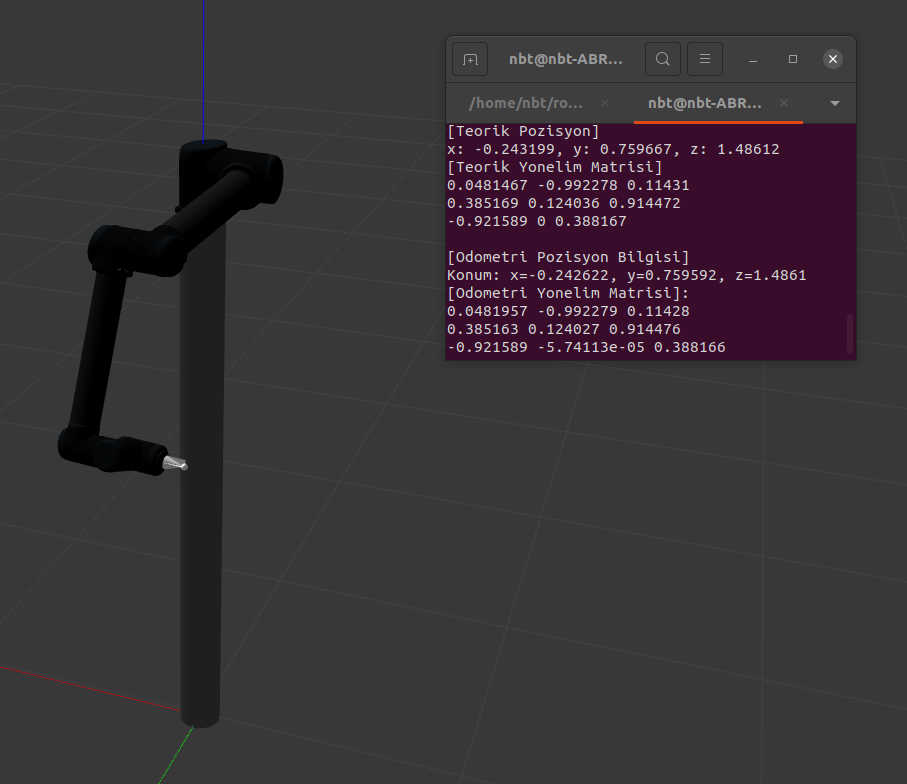 nbt@nbt-ABR...
/home/nbt/ro...
nbt@nbt-ABR...
[Teorik Pozisyon]
x: -0.243199, y: 0.759667, z: 1.48612
[Teorik Yonelim Matrisi]
0.0481467 -0.992278 0.11431
0.385169 0.124036 0.914472
-0.921589 0 0.388167
[Odometri Pozisyon Bilgisi]
Konum: x=-0.242622, y=0.759592, z=1.4861
[Odometri Yonelim Matrisi]:
0.0481957 -0.992279 0.11428
0.385163 0.124027 0.914476
-0.921589 -5.74113e-05 0.388166